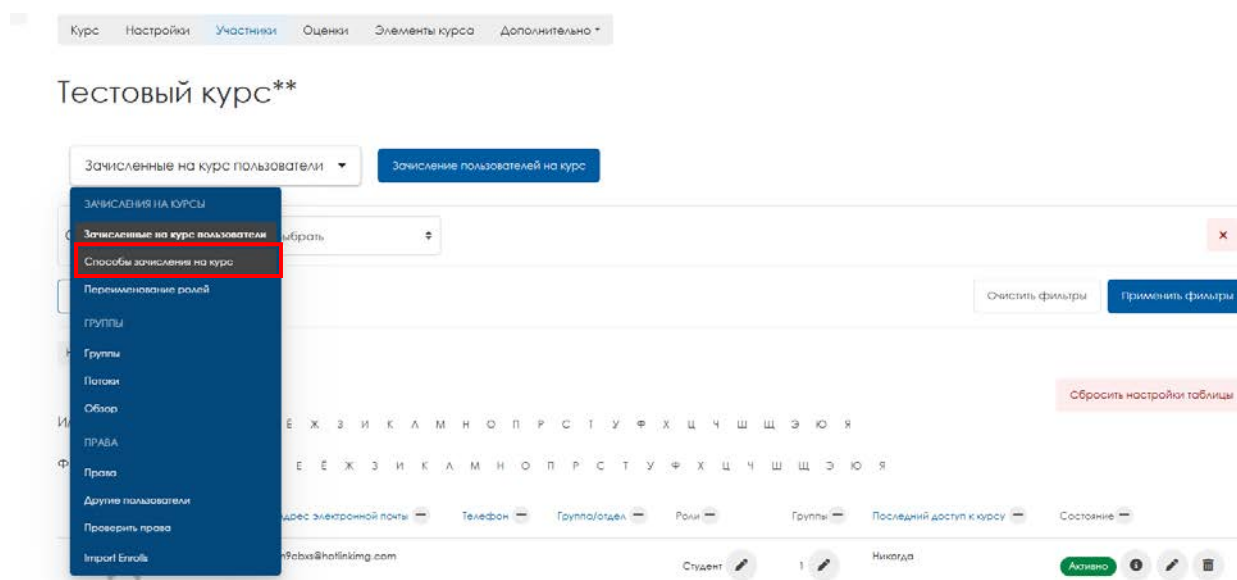 Курс Настройки Участники Оценки Элементы курса Дополнительно
Тестовый курс**
Зачисленные на курс пользователи Зачисление пользователей на курс
ЗАЧИСЛЕНИЯ НА КУРСЫ
Зачисленные на курс пользователи
Способы зачисления на курс
Переименование ролей
Очистить фильтры Применить фильтры
ГРУППЫ
Группы
Потоки
Сбросить настройки таблицы
Обзор
Ё Ж З И К Л М Н О П Р С Т У Ф Х Ц Ч Ш Щ Э Ю Я
ПРАВА
Е Ё Ж З И К Л М Н О П Р С Т У Ф Х Ц Ч Ш Щ Э Ю Я
Права
Другие пользователи
электронной почты Телефон Группа/отдел Роли Группы Последний доступ к курсу Состояние
Проверить права
Import Enrolls
Студент 1 Никогда Активно